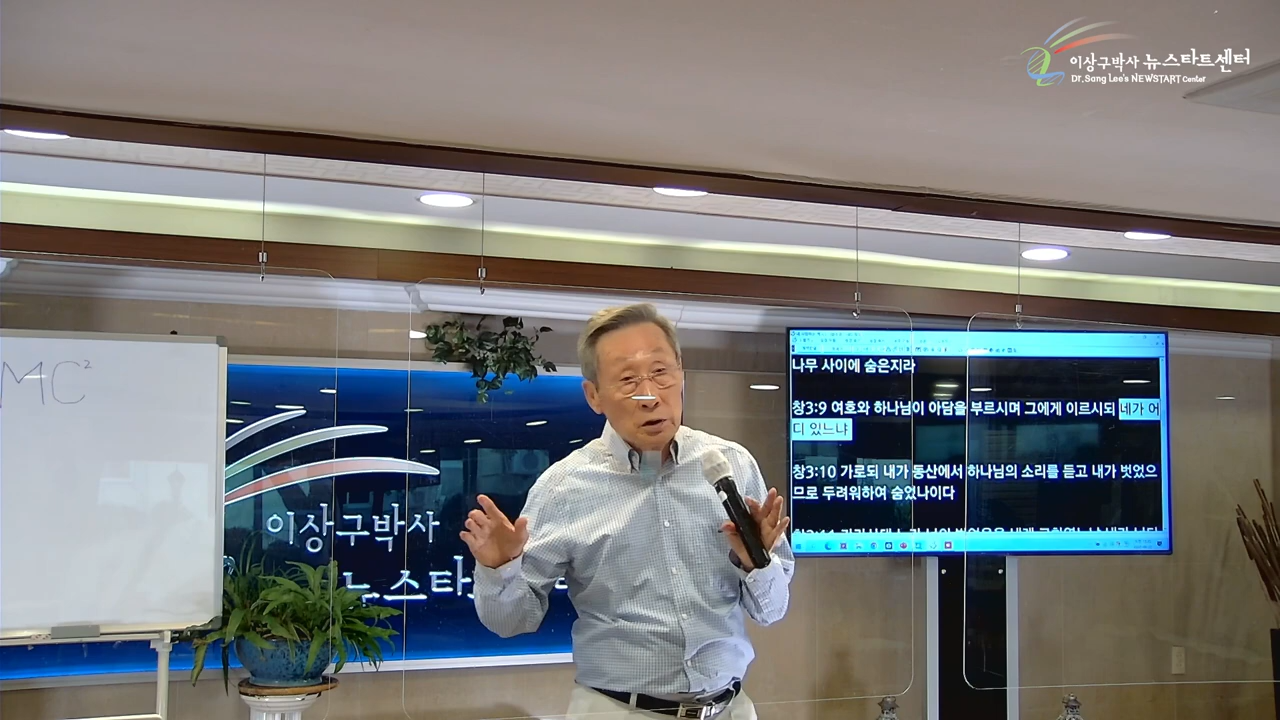 이상구박사 뉴스타트센터
Dr. Sang Lee's NEWSTART Center
MC²
이상구박사
뉴스타
나무 사이에 숨은지라
창3:9 여호와 하나님이 아담을 부르시며 그에게 이르시되 네가 어
디 있느냐
창3:10 가로되 내가 동산에서 하나님의 소리를 듣고 내가 벗었으
므로 두려워하여 숨었나이다